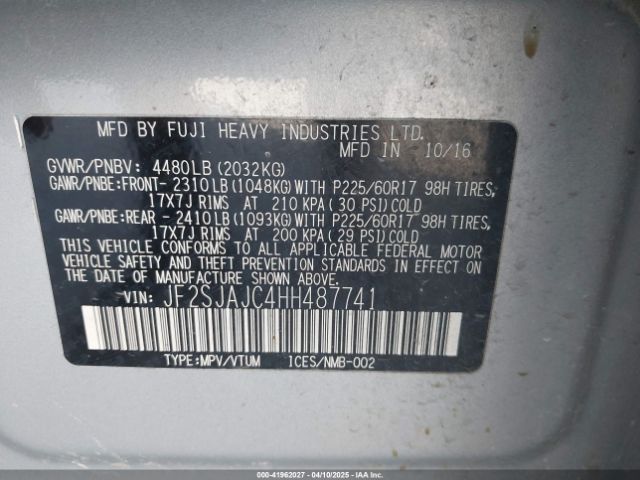 MFD BY FUJI HEAVY INDUSTRIES LTD.
MFD IN 10/16
GVWR/PNBV: 4480LB(2032KG)
GAWR/PNBE:FRONT- 2310LB(1048KG)WITH P225/60R17 98H TIRES,
17X7J RIMS AT 210 KPA(30 PSI)COLD
GAWR/PNBE:REAR - 2410LB(1093KG)WITH P225/60R17 98H TIRES,
17X7J RIMS AT 200 KPA(29 PSI)COLD
THIS VEHICLE CONFORMS TO ALL APPLICABLE FEDERAL MOTOR
VEHICLE SAFETY AND THEFT PREVENTION STANDARDS IN EFFECT ON
THE DATE OF MANUFACTURE SHOWN ABOVE.
VIN: JF2SJAJC4HH487741
TYPE:MPV/VTUM ICES/NMB-002
000-41962027 - 04/10/2025 - IAAI.COM